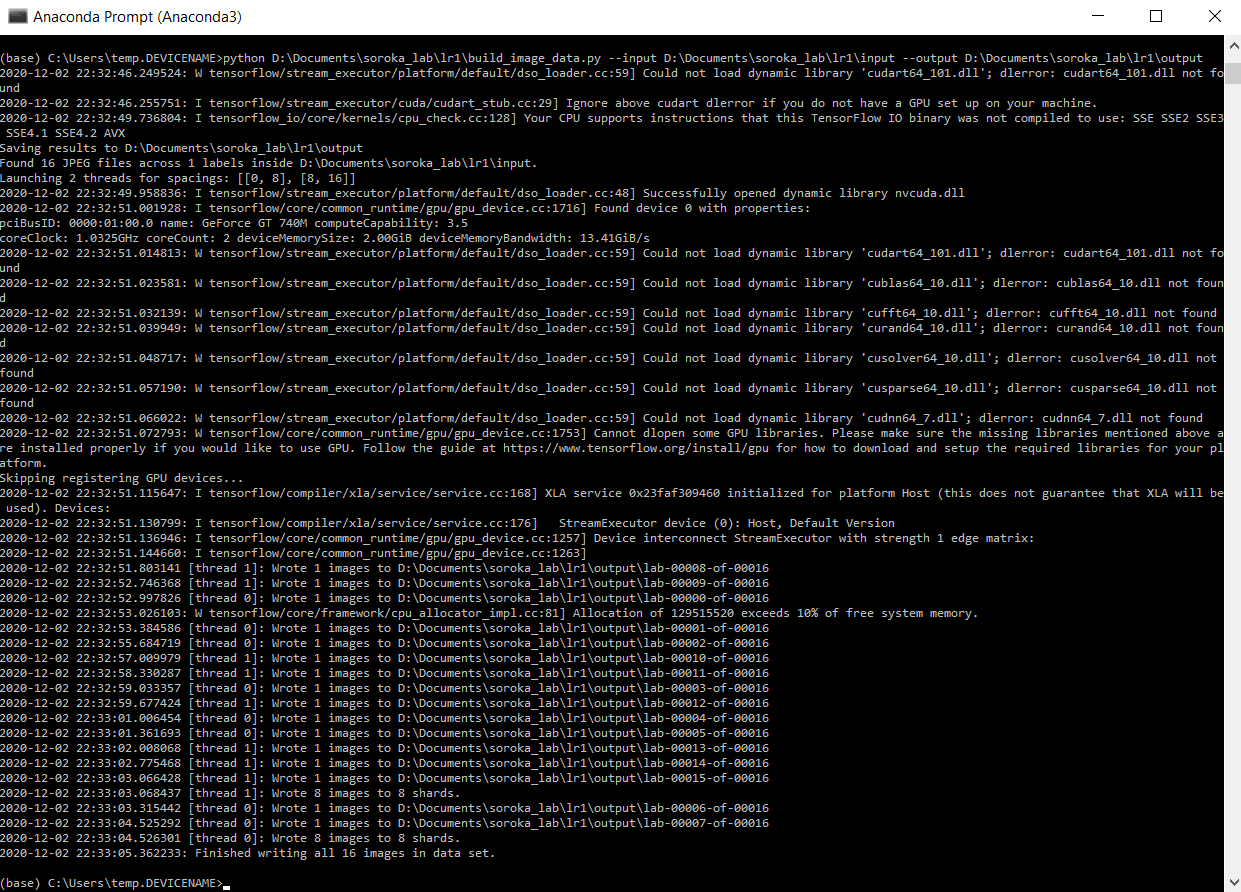 Anaconda Prompt (Anaconda3)
(base) C:\Users\temp.DEVICENAME>python D:\Documents\soroka_lab\lr1\build_image_data.py --input D:\Documents\soroka_lab\lr1\input --output D:\Documents\soroka_lab\lr1\output
2020-12-02 22:32:46.249524: W tensorflow/stream_executor/platform/default/dso_loader.cc:59] Could not load dynamic library 'cudart64_101.dll'; dlerror: cudart64_101.dll not fo
und
2020-12-02 22:32:46.255751: I tensorflow/stream_executor/cuda/cudart_stub.cc:29] Ignore above cudart dlerror if you do not have a GPU set up on your machine.
2020-12-02 22:32:49.736804: I tensorflow_io/core/kernels/cpu_check.cc:128] Your CPU supports instructions that this TensorFlow IO binary was not compiled to use: SSE SSE2 SSE3
 SSE4.1 SSE4.2 AVX
Saving results to D:\Documents\soroka_lab\lr1\output
Found 16 JPEG files across 1 labels inside D:\Documents\soroka_lab\lr1\input.
Launching 2 threads for spacings: [[0, 8], [8, 16]]
2020-12-02 22:32:49.958836: I tensorflow/stream_executor/platform/default/dso_loader.cc:48] Successfully opened dynamic library nvcuda.dll
2020-12-02 22:32:51.001928: I tensorflow/core/common_runtime/gpu/gpu_device.cc:1716] Found device 0 with properties:
pciBusID: 0000:01:00.0 name: GeForce GT 740M computeCapability: 3.5
coreClock: 1.0325GHz coreCount: 2 deviceMemorySize: 2.00GiB deviceMemoryBandwidth: 13.41GiB/s
2020-12-02 22:32:51.014813: W tensorflow/stream_executor/platform/default/dso_loader.cc:59] Could not load dynamic library 'cudart64_101.dll'; dlerror: cudart64_101.dll not fo
und
2020-12-02 22:32:51.023581: W tensorflow/stream_executor/platform/default/dso_loader.cc:59] Could not load dynamic library 'cublas64_10.dll'; dlerror: cublas64_10.dll not foun
d
2020-12-02 22:32:51.032139: W tensorflow/stream_executor/platform/default/dso_loader.cc:59] Could not load dynamic library 'cufft64_10.dll'; dlerror: cufft64_10.dll not found
2020-12-02 22:32:51.039949: W tensorflow/stream_executor/platform/default/dso_loader.cc:59] Could not load dynamic library 'curand64_10.dll'; dlerror: curand64_10.dll not foun
d
2020-12-02 22:32:51.048717: W tensorflow/stream_executor/platform/default/dso_loader.cc:59] Could not load dynamic library 'cusolver64_10.dll'; dlerror: cusolver64_10.dll not
found
2020-12-02 22:32:51.057190: W tensorflow/stream_executor/platform/default/dso_loader.cc:59] Could not load dynamic library 'cusparse64_10.dll'; dlerror: cusparse64_10.dll not
found
2020-12-02 22:32:51.066022: W tensorflow/stream_executor/platform/default/dso_loader.cc:59] Could not load dynamic library 'cudnn64_7.dll'; dlerror: cudnn64_7.dll not found
2020-12-02 22:32:51.072793: W tensorflow/core/common_runtime/gpu/gpu_device.cc:1753] Cannot dlopen some GPU libraries. Please make sure the missing libraries mentioned above a
re installed properly if you would like to use GPU. Follow the guide at https://www.tensorflow.org/install/gpu for how to download and setup the required libraries for your pl
atform.
Skipping registering GPU devices...
2020-12-02 22:32:51.115647: I tensorflow/compiler/xla/service/service.cc:168] XLA service 0x23faf309460 initialized for platform Host (this does not guarantee that XLA will be
 used). Devices:
2020-12-02 22:32:51.130799: I tensorflow/compiler/xla/service/service.cc:176]   StreamExecutor device (0): Host, Default Version
2020-12-02 22:32:51.136946: I tensorflow/core/common_runtime/gpu/gpu_device.cc:1257] Device interconnect StreamExecutor with strength 1 edge matrix:
2020-12-02 22:32:51.144660: I tensorflow/core/common_runtime/gpu/gpu_device.cc:1263]
2020-12-02 22:32:51.803141 [thread 1]: Wrote 1 images to D:\Documents\soroka_lab\lr1\output\lab-00008-of-00016
2020-12-02 22:32:52.746368 [thread 1]: Wrote 1 images to D:\Documents\soroka_lab\lr1\output\lab-00009-of-00016
2020-12-02 22:32:52.997826 [thread 0]: Wrote 1 images to D:\Documents\soroka_lab\lr1\output\lab-00000-of-00016
2020-12-02 22:32:53.026103: W tensorflow/core/framework/cpu_allocator_impl.cc:81] Allocation of 129515520 exceeds 10% of free system memory.
2020-12-02 22:32:53.384586 [thread 0]: Wrote 1 images to D:\Documents\soroka_lab\lr1\output\lab-00001-of-00016
2020-12-02 22:32:55.684719 [thread 0]: Wrote 1 images to D:\Documents\soroka_lab\lr1\output\lab-00002-of-00016
2020-12-02 22:32:57.009979 [thread 1]: Wrote 1 images to D:\Documents\soroka_lab\lr1\output\lab-00010-of-00016
2020-12-02 22:32:58.330287 [thread 1]: Wrote 1 images to D:\Documents\soroka_lab\lr1\output\lab-00011-of-00016
2020-12-02 22:32:59.033357 [thread 0]: Wrote 1 images to D:\Documents\soroka_lab\lr1\output\lab-00003-of-00016
2020-12-02 22:32:59.677424 [thread 1]: Wrote 1 images to D:\Documents\soroka_lab\lr1\output\lab-00012-of-00016
2020-12-02 22:33:01.006454 [thread 0]: Wrote 1 images to D:\Documents\soroka_lab\lr1\output\lab-00004-of-00016
2020-12-02 22:33:01.361693 [thread 0]: Wrote 1 images to D:\Documents\soroka_lab\lr1\output\lab-00005-of-00016
2020-12-02 22:33:02.008068 [thread 1]: Wrote 1 images to D:\Documents\soroka_lab\lr1\output\lab-00013-of-00016
2020-12-02 22:33:02.775468 [thread 1]: Wrote 1 images to D:\Documents\soroka_lab\lr1\output\lab-00014-of-00016
2020-12-02 22:33:03.066428 [thread 1]: Wrote 1 images to D:\Documents\soroka_lab\lr1\output\lab-00015-of-00016
2020-12-02 22:33:03.068437 [thread 1]: Wrote 8 images to 8 shards.
2020-12-02 22:33:03.315442 [thread 0]: Wrote 1 images to D:\Documents\soroka_lab\lr1\output\lab-00006-of-00016
2020-12-02 22:33:04.525292 [thread 0]: Wrote 1 images to D:\Documents\soroka_lab\lr1\output\lab-00007-of-00016
2020-12-02 22:33:04.526301 [thread 0]: Wrote 8 images to 8 shards.
2020-12-02 22:33:05.362233: Finished writing all 16 images in data set.
(base) C:\Users\temp.DEVICENAME>